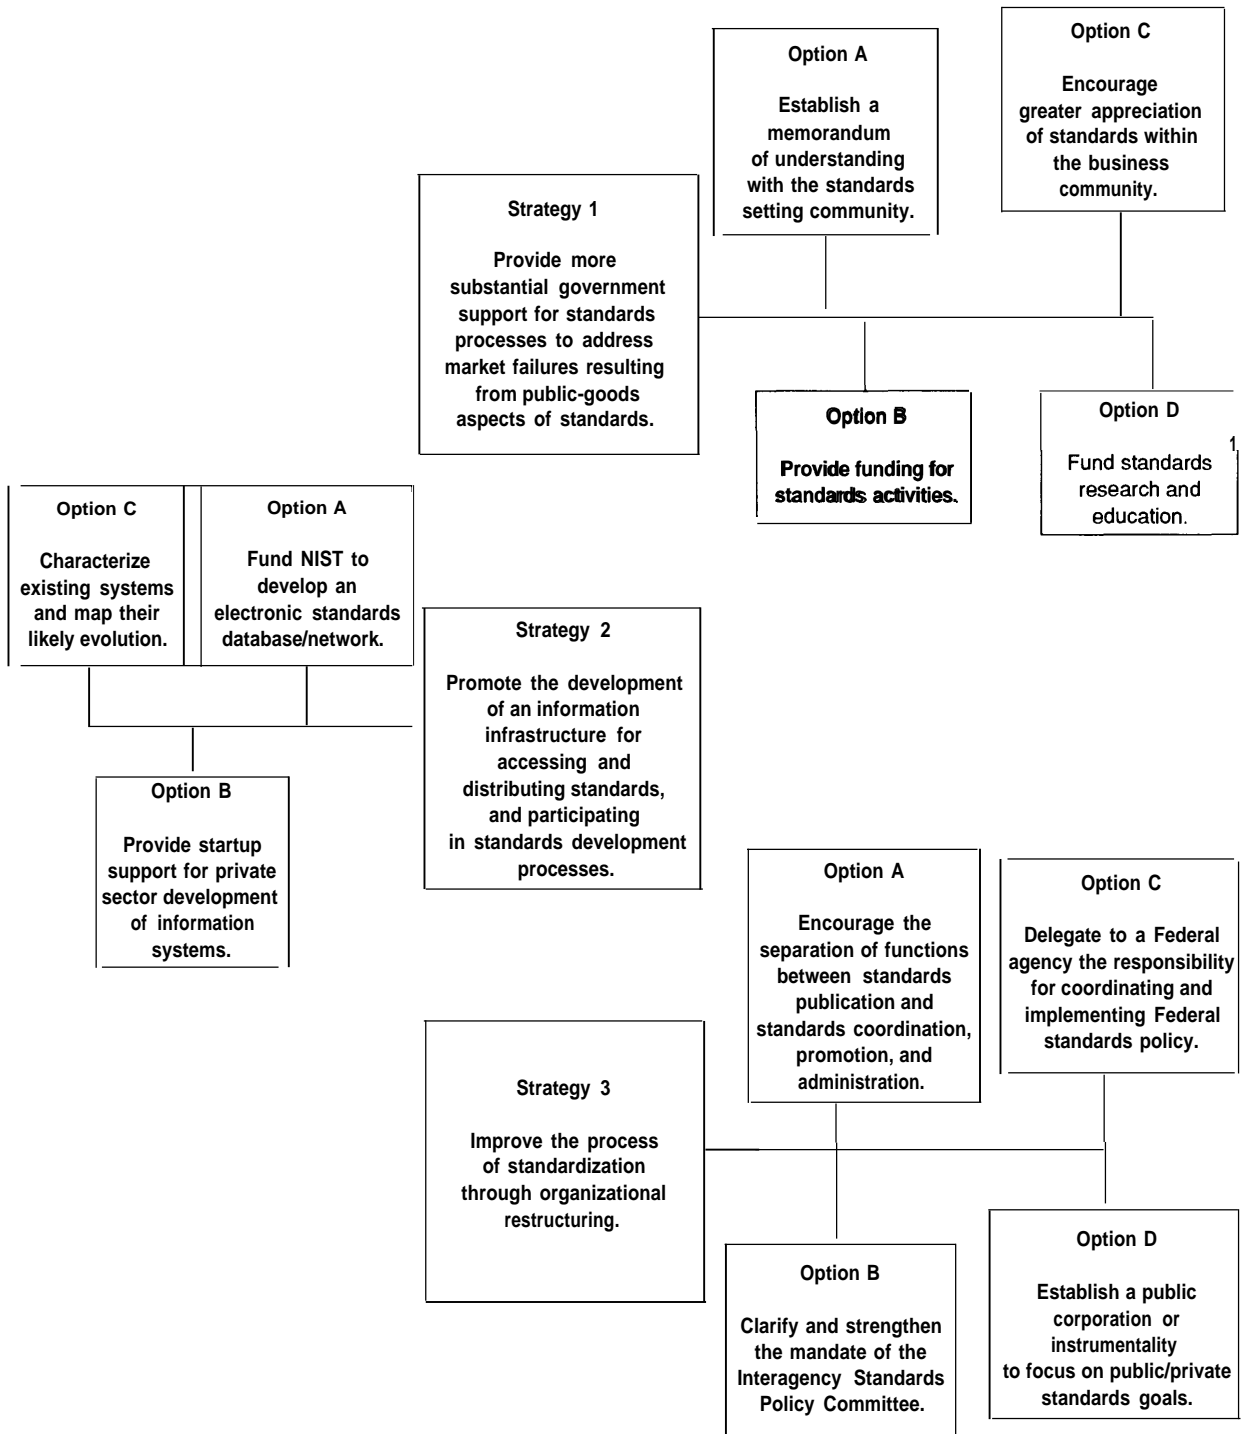 Strategy 1
Provide more
substantial government
support for standards
processes to address
market failures resulting
from public-goods
aspects of standards.
Option A
Establish a
memorandum
of understanding
with the standards
setting community.
Option C
Encourage
greater appreciation
of standards within
the business
community.
Option B
Provide funding for
standards activities.
Option D
1
Fund standards
research and
education.
Option C
Characterize
existing systems
and map their
likely evolution.
Option A
Fund NIST to
develop an
electronic standards
database/network.
Option B
Provide startup
support for private
sector development
of information
systems.
Strategy 2
Promote the development
of an information
infrastructure for
accessing and
distributing standards,
and participating
in standards development
processes.
Strategy 3
Improve the process
of standardization
through organizational
restructuring.
Option A
Encourage the
separation of functions
between standards
publication and
standards coordination,
promotion, and
administration.
Option C
Delegate to a Federal
agency the responsibility
for coordinating and
implementing Federal
standards policy.
Option B
Clarify and strengthen
the mandate of the
Interagency Standards
Policy Committee.
Option D
Establish a public
corporation or
instrumentality
to focus on public/private
standards goals.